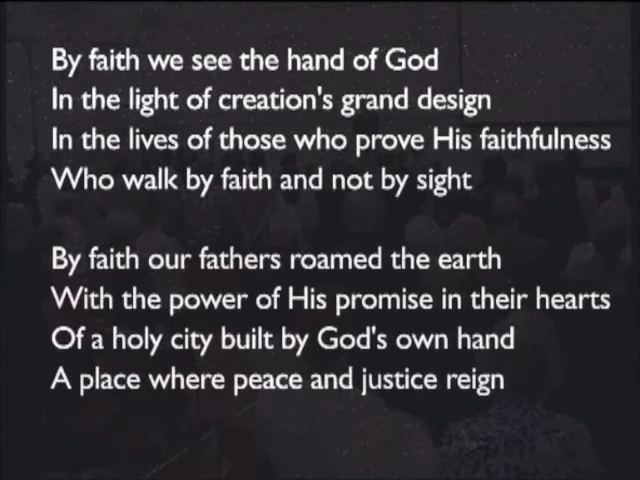 By faith we see the hand of God
In the light of creation's grand design
In the lives of those who prove His faithfulness
Who walk by faith and not by sight
By faith our fathers roamed the earth
With the power of His promise in their hearts
Of a holy city built by God's own hand
A place where peace and justice reign